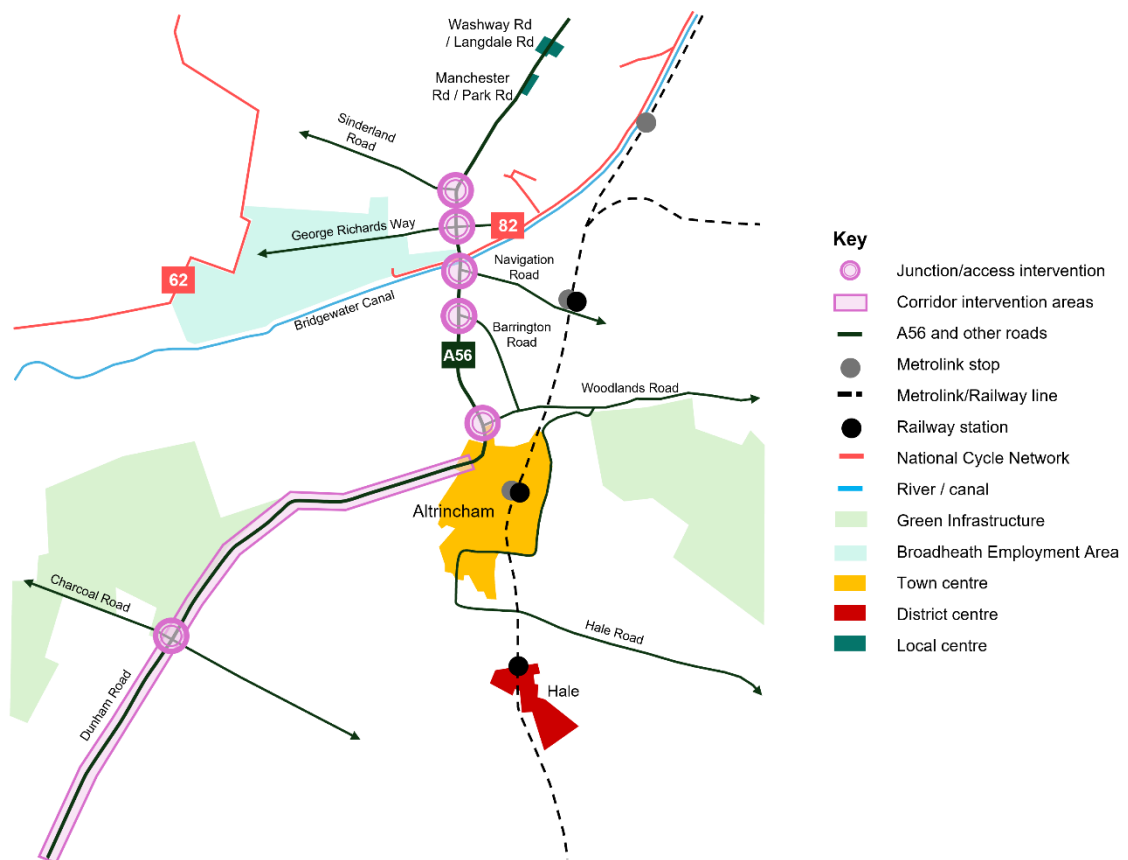 Washway Rd
/ Langdale Rd
Manchester
Rd / Park Rd
Sinderland
Road
George Richards Way
82
62
Navigation
Road
Bridgewater Canal
Barrington
Road
A56
Woodlands Road
Altrincham
Charcoal Road
Hale Road
Dunham Road
Hale
Key
Junction/access intervention
Corridor intervention areas
A56 and other roads
Metrolink stop
Metrolink/Railway line
Railway station
National Cycle Network
River / canal
Green Infrastructure
Broadheath Employment Area
Town centre
District centre
Local centre